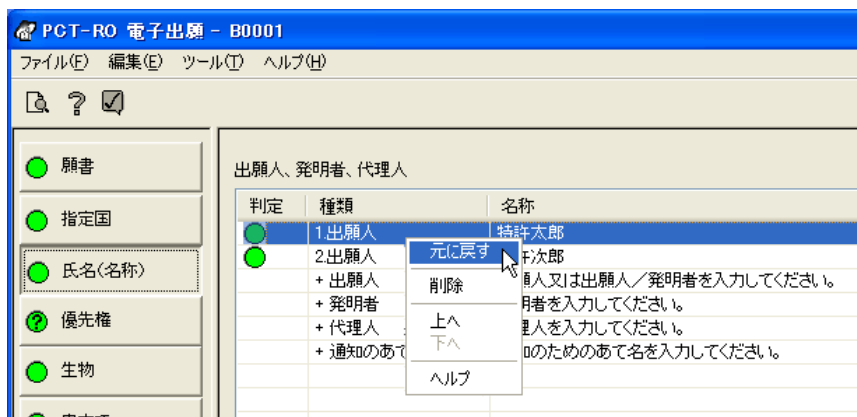 PCT-RO 電子出願 - B0001
ファイル(F) 編集(E) ツール(T) ヘルプ(H)
願書
指定国
氏名(名称)
優先権
生物
出願人、発明者、代理人
判定 種類 名称
1.出願人 特許太郎
2.出願人 許次郎
+ 出願人 人又は出願人／発明者を入力してください。
+ 発明者 明者を入力してください。
+ 代理人 理人を入力してください。
+ 通知のあて 知のためのあて名を入力してください。
元に戻す
削除
上へ
下へ
ヘルプ